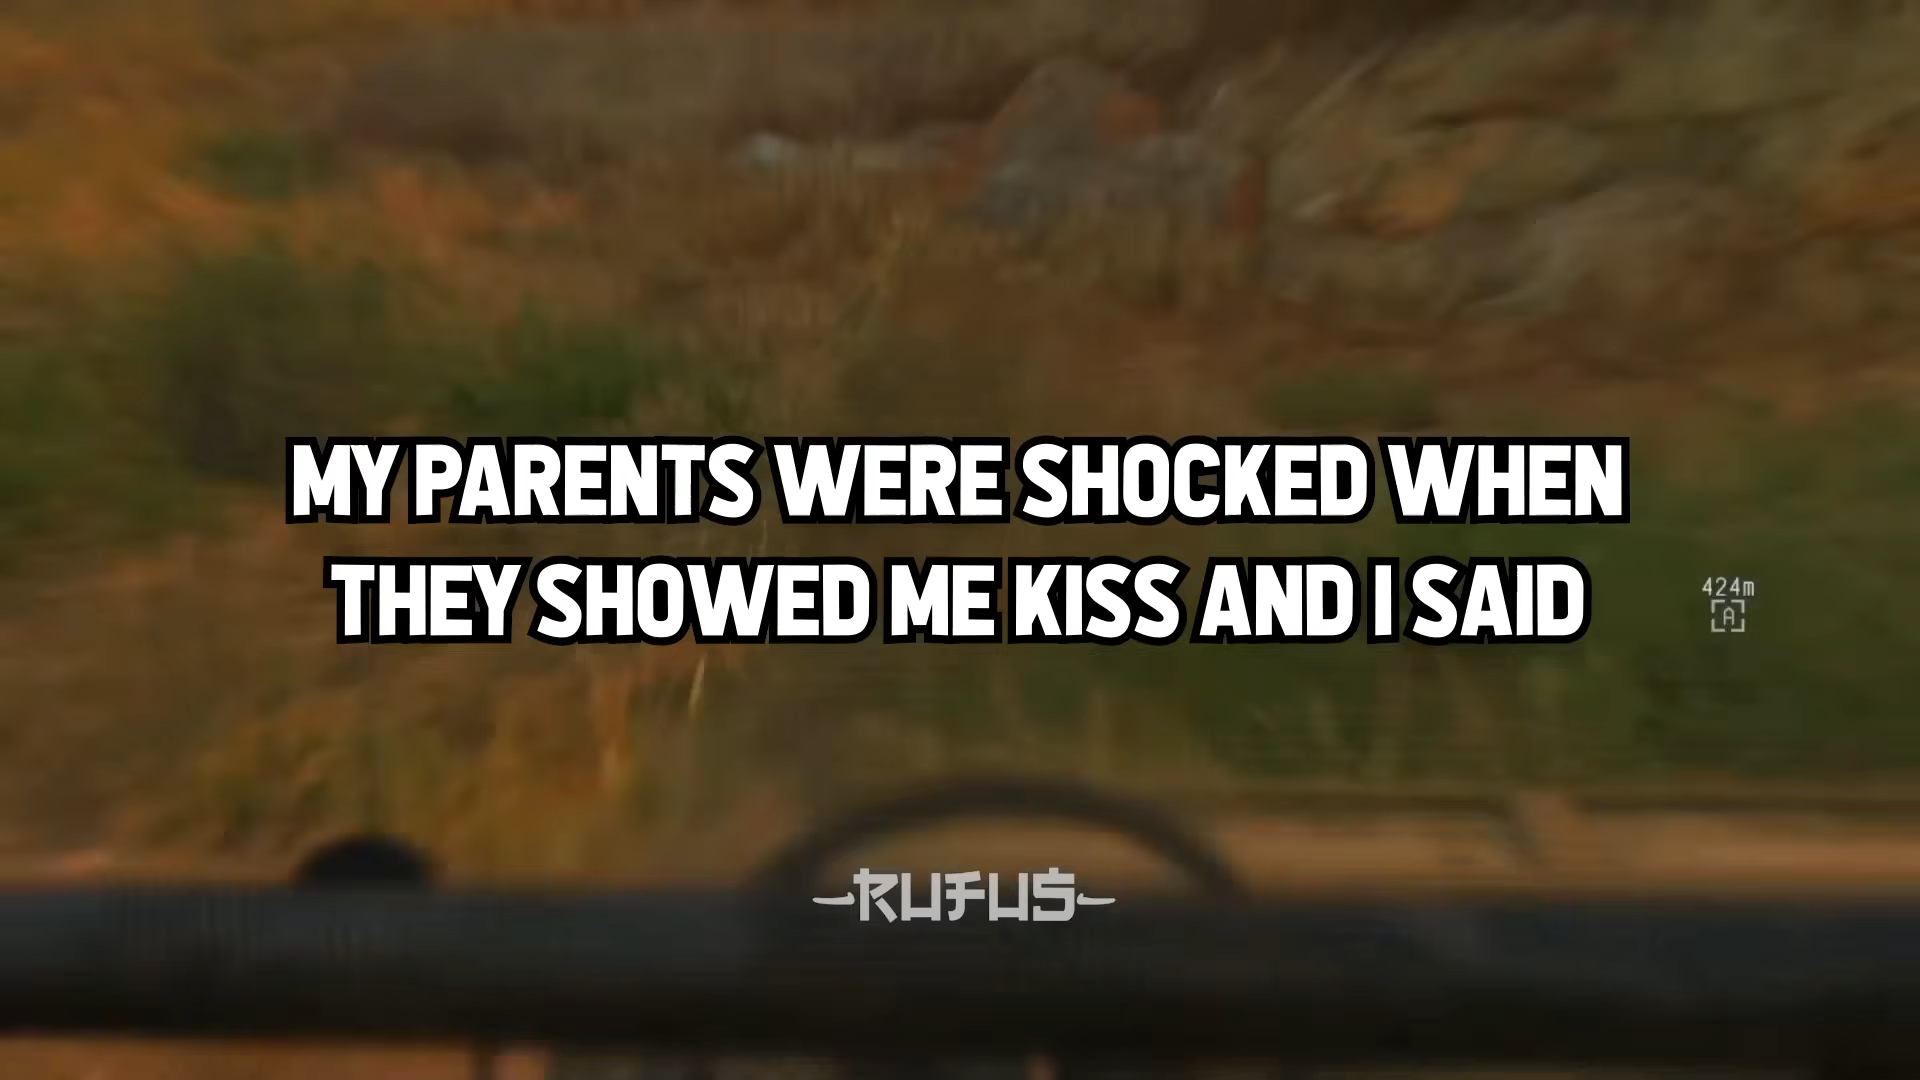 MY PARENTS WERE SHOCKED WHEN
THEY SHOWED ME KISS AND I SAID
424m
A
RUFUS